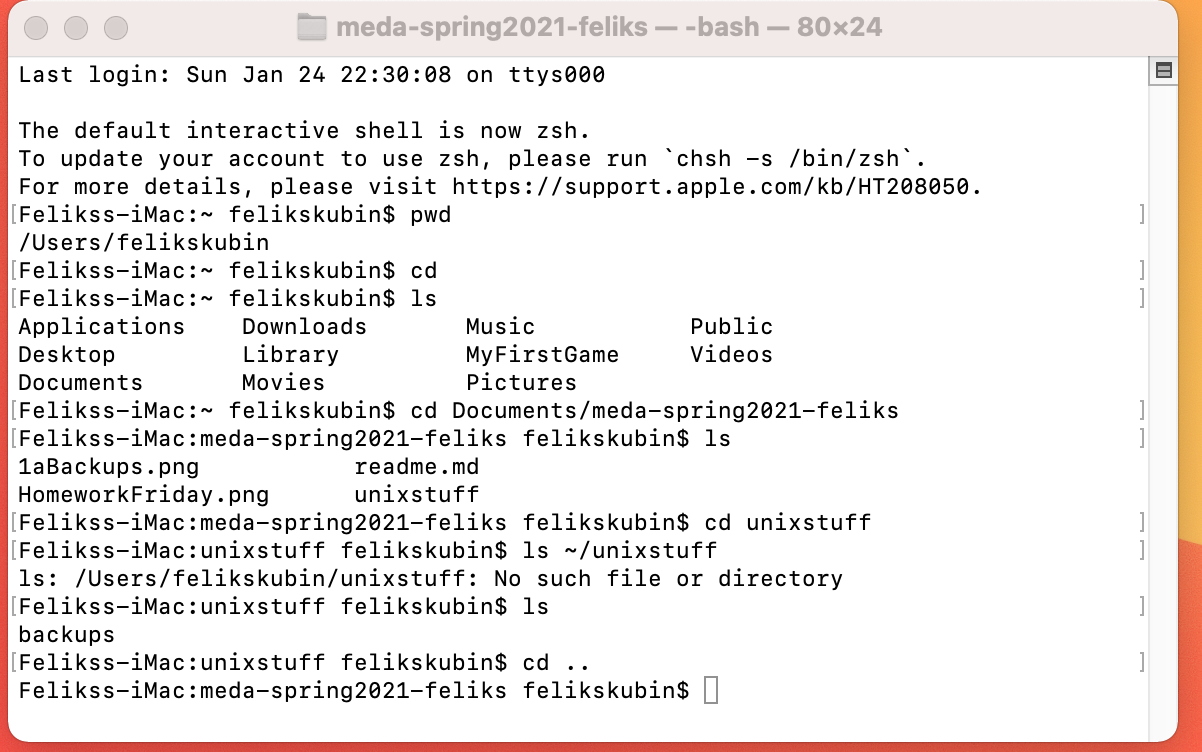 meda-spring2021-feliks — -bash — 80×24
Last login: Sun Jan 24 22:30:08 on ttys000
The default interactive shell is now zsh.
To update your account to use zsh, please run `chsh -s /bin/zsh`.
For more details, please visit https://support.apple.com/kb/HT208050.
[Felikss-iMac:~ felikskubin$ pwd ]
/Users/felikskubin
[Felikss-iMac:~ felikskubin$ cd ]
[Felikss-iMac:~ felikskubin$ ls ]
Applications Downloads Music Public
Desktop Library MyFirstGame Videos
Documents Movies Pictures
[Felikss-iMac:~ felikskubin$ cd Documents/meda-spring2021-feliks ]
[Felikss-iMac:meda-spring2021-feliks felikskubin$ ls ]
1aBackups.png readme.md
HomeworkFriday.png unixstuff
[Felikss-iMac:meda-spring2021-feliks felikskubin$ cd unixstuff ]
[Felikss-iMac:unixstuff felikskubin$ ls ~/unixstuff ]
ls: /Users/felikskubin/unixstuff: No such file or directory
[Felikss-iMac:unixstuff felikskubin$ ls ]
backups
[Felikss-iMac:unixstuff felikskubin$ cd .. ]
Felikss-iMac:meda-spring2021-feliks felikskubin$